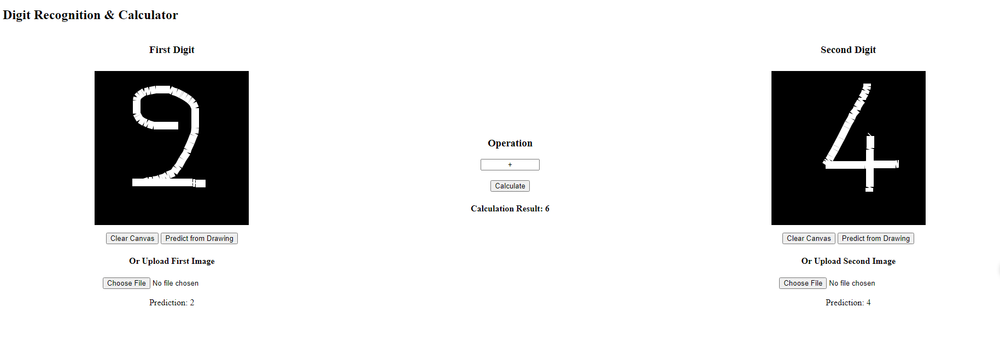 Digit Recognition & Calculator
First Digit
2
Clear Canvas Predict from Drawing
Or Upload First Image
Choose File No file chosen
Prediction: 2
Operation
+
Calculate
Calculation Result: 6
Second Digit
4
Clear Canvas Predict from Drawing
Or Upload Second Image
Choose File No file chosen
Prediction: 4